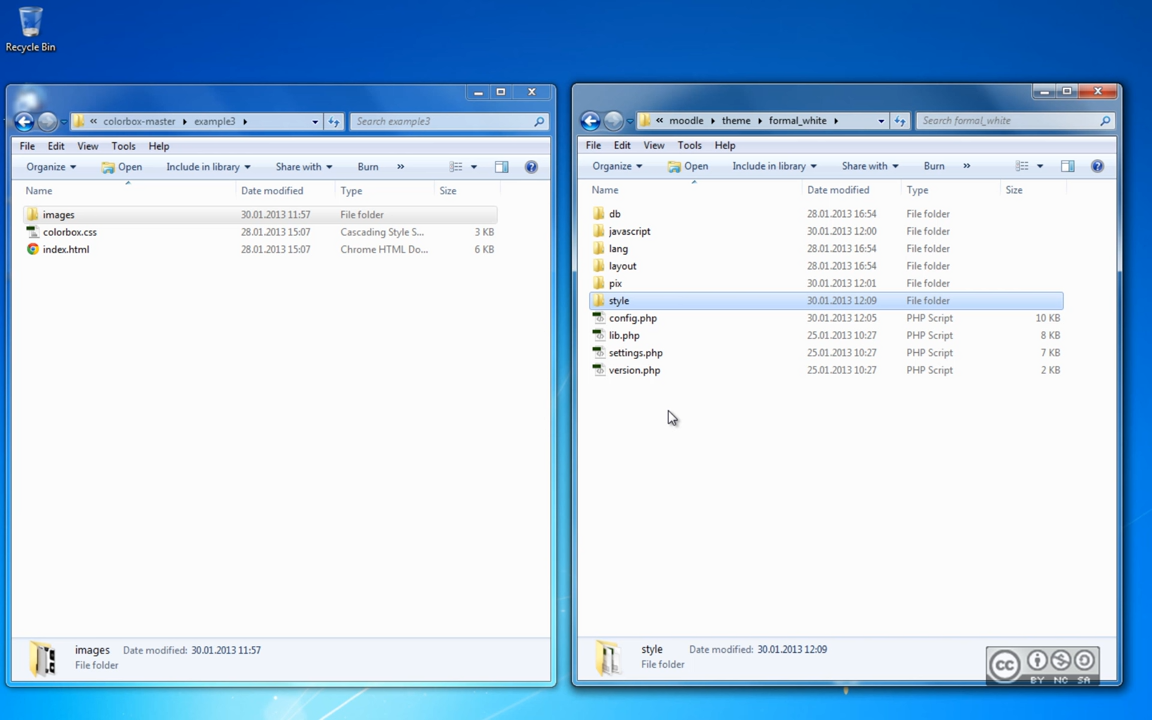 Recycle Bin
« colorbox-master example3
Search example3
File Edit View Tools Help
Organize Open Include in library Share with Burn »
Name Date modified Type Size
images 30.01.2013 11:57 File folder
colorbox.css 28.01.2013 15:07 Cascading Style S... 3 KB
index.html 28.01.2013 15:07 Chrome HTML Do... 6 KB
images Date modified: 30.01.2013 11:57
File folder
« moodle theme formal_white
Search formal_white
File Edit View Tools Help
Organize Open Include in library Share with Burn »
Name Date modified Type Size
db 28.01.2013 16:54 File folder
javascript 30.01.2013 12:00 File folder
lang 28.01.2013 16:54 File folder
layout 28.01.2013 16:54 File folder
pix 30.01.2013 12:01 File folder
style 30.01.2013 12:09 File folder
config.php 30.01.2013 12:05 PHP Script 10 KB
lib.php 25.01.2013 10:27 PHP Script 8 KB
settings.php 25.01.2013 10:27 PHP Script 7 KB
version.php 25.01.2013 10:27 PHP Script 2 KB
style Date modified: 30.01.2013 12:09
File folder
cc
BY NC SA